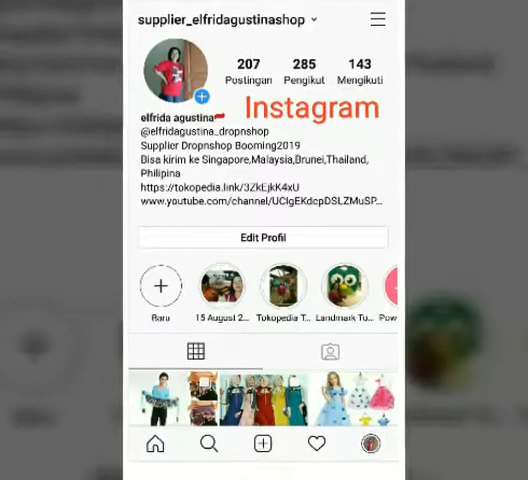 supplier_elfridagustinashop
207 285 143
Postingan Pengikut Mengikuti
Instagram
elfrida agustina
@elfridagustina_dropnshop
Supplier Dropnshop Booming2019
Bisa kirim ke Singapore,Malaysia,Brunei,Thailand,
Philipina
https://tokopedia.link/3ZkEjkK4xU
www.youtube.com/channel/UCIgEKdcpDSLZMuSP...
Edit Profil
Baru 15 August 2... Tokopedia T... Landmark Tu... Pow